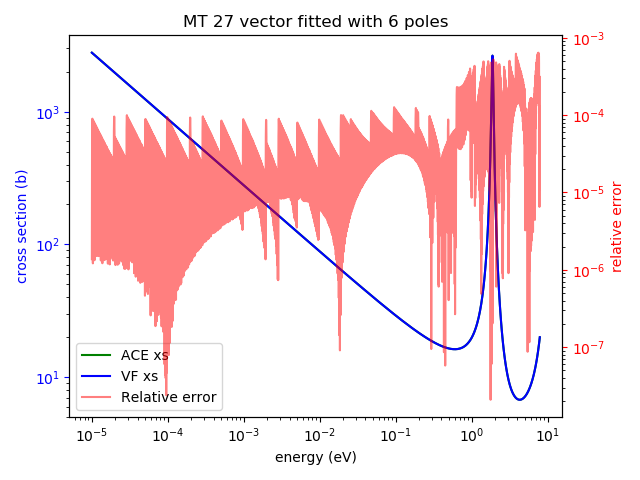 MT 27 vector fitted with 6 poles
cross section (b)
10³
10²
10¹
10⁻³
10⁻⁴
10⁻⁵
10⁻⁶
10⁻⁷
relative error
ACE xs
VF xs
Relative error
10⁻⁵ 10⁻⁴ 10⁻³ 10⁻² 10⁻¹ 10⁰ 10¹
energy (eV)